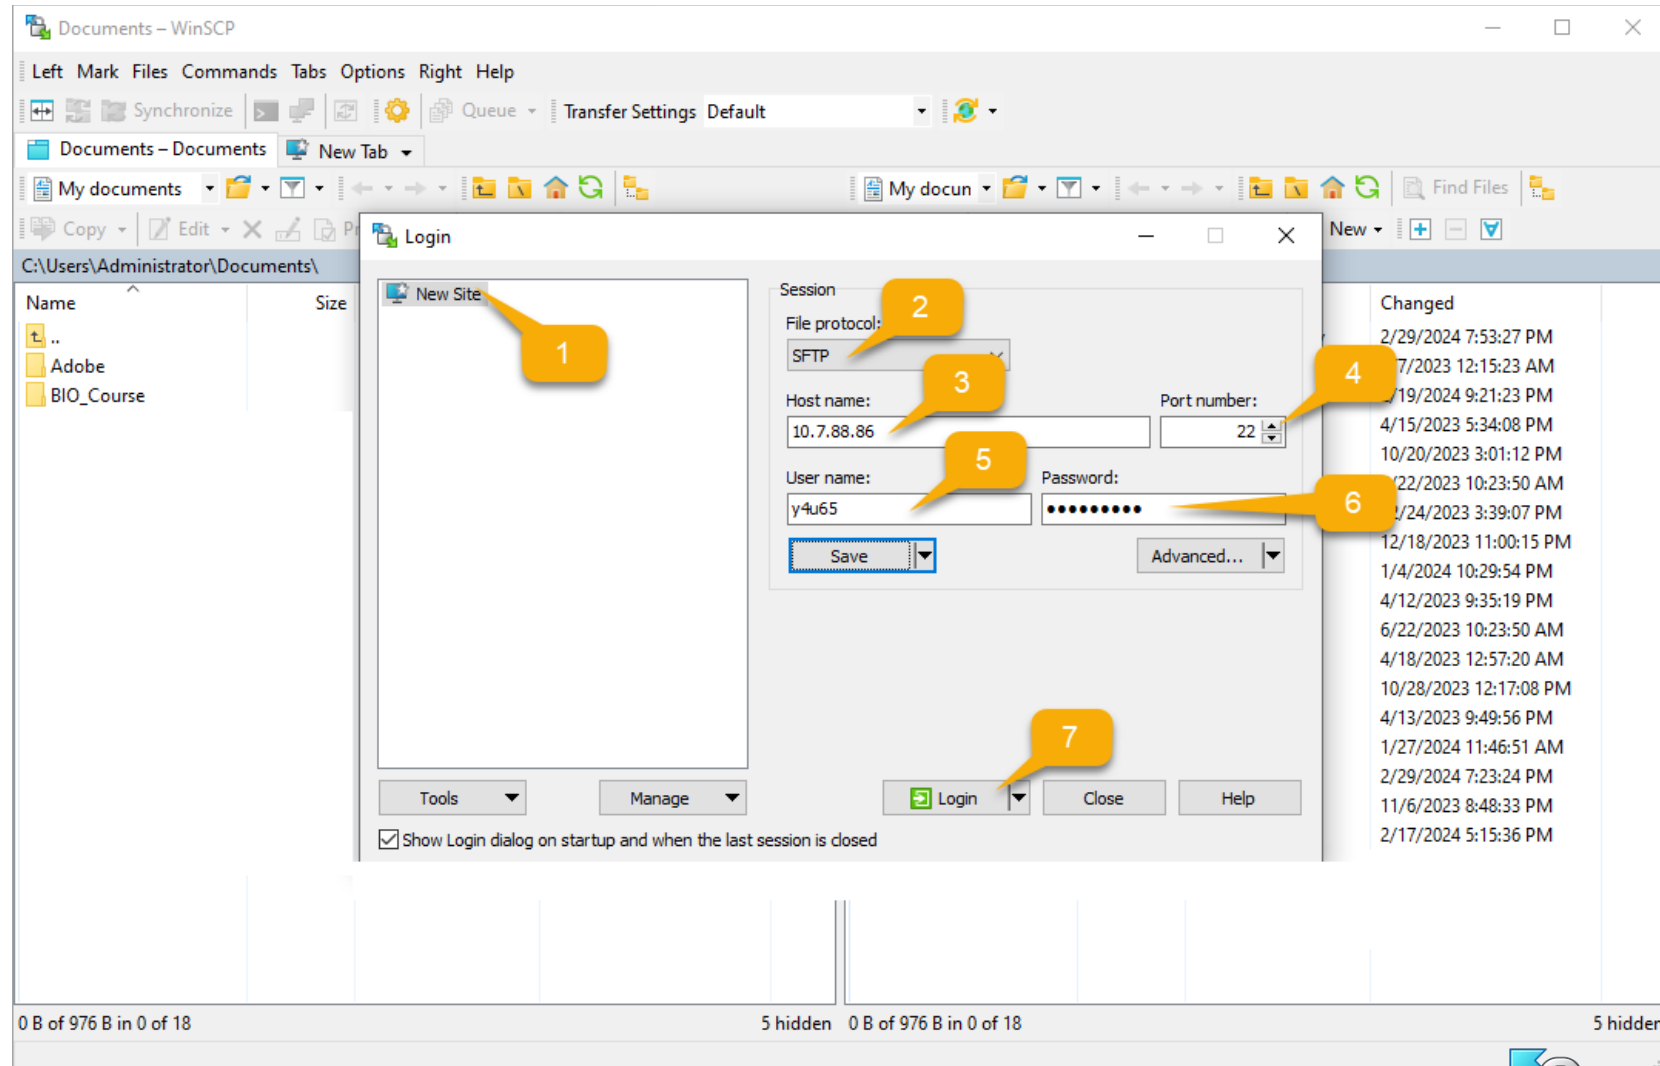 Documents – WinSCP
Left Mark Files Commands Tabs Options Right Help
Synchronize Queue Transfer Settings Default
Documents – Documents New Tab
My documents My docun Find Files
Copy Edit New
Login
C:\Users\Administrator\Documents\
Name Size Changed
..
Adobe
BIO_Course
New Site
1
Session
2
File protocol:
SFTP
3
Host name:
10.7.88.86
Port number:
22
4
5
User name:
y4u65
Password:
•••••••••
6
Save
Advanced...
7
Tools
Manage
Login
Close
Help
Show Login dialog on startup and when the last session is closed
2/29/2024 7:53:27 PM
7/2023 12:15:23 AM
/19/2024 9:21:23 PM
4/15/2023 5:34:08 PM
10/20/2023 3:01:12 PM
/22/2023 10:23:50 AM
/24/2023 3:39:07 PM
12/18/2023 11:00:15 PM
1/4/2024 10:29:54 PM
4/12/2023 9:35:19 PM
6/22/2023 10:23:50 AM
4/18/2023 12:57:20 AM
10/28/2023 12:17:08 PM
4/13/2023 9:49:56 PM
1/27/2024 11:46:51 AM
2/29/2024 7:23:24 PM
11/6/2023 8:48:33 PM
2/17/2024 5:15:36 PM
0 B of 976 B in 0 of 18 5 hidden
0 B of 976 B in 0 of 18 5 hidden